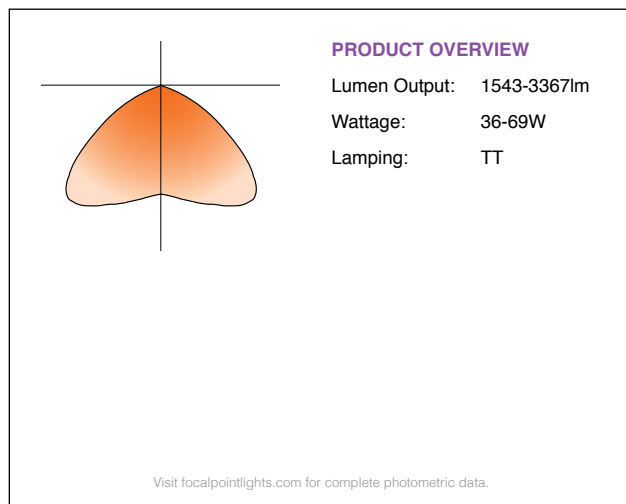 PRODUCT OVERVIEW
Lumen Output: 1543-3367lm
Wattage: 36-69W
Lamping: TT
Visit focalpointlights.com for complete photometric data.